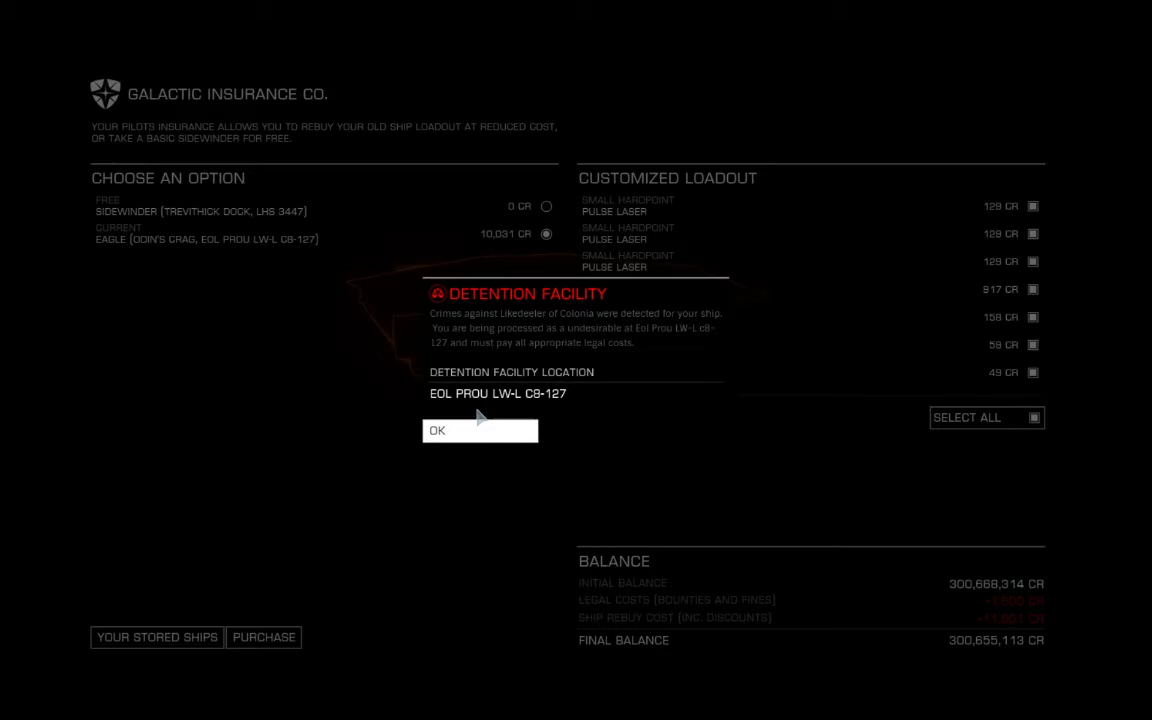 GALACTIC INSURANCE CO.
YOUR PILOTS INSURANCE ALLOWS YOU TO REBUY YOUR OLD SHIP LOADOUT AT REDUCED COST,
OR TAKE A BASIC SIDEWINDER FOR FREE.
CHOOSE AN OPTION
FREE
SIDEWINDER (TREVITHICK DOCK, LHS 3447) 0 CR
CURRENT
EAGLE (ODIN'S CRAG, EOL PROU LW-L C8-127) 10,031 CR
CUSTOMIZED LOADOUT
SMALL HARDPOINT
PULSE LASER 129 CR
SMALL HARDPOINT
PULSE LASER 129 CR
SMALL HARDPOINT
PULSE LASER 129 CR
917 CR
158 CR
59 CR
49 CR
SELECT ALL
DETENTION FACILITY
Crimes against Likedeeler of Colonia were detected for your ship.
You are being processed as a undesirable at Eol Prou LW-L c8-
127 and must pay all appropriate legal costs.
DETENTION FACILITY LOCATION
EOL PROU LW-L C8-127
OK
BALANCE
INITIAL BALANCE 300,668,314 CR
LEGAL COSTS (BOUNTIES AND FINES)
SHIP REBUY COST (INC. DISCOUNTS)
FINAL BALANCE 300,655,113 CR
YOUR STORED SHIPS
PURCHASE